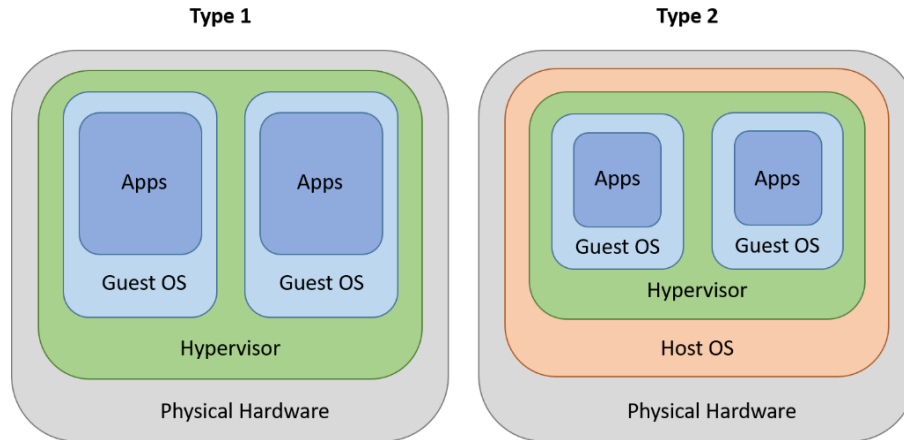 Type 1
Apps
Apps
Guest OS
Guest OS
Hypervisor
Physical Hardware
Type 2
Apps
Apps
Guest OS
Guest OS
Hypervisor
Host OS
Physical Hardware